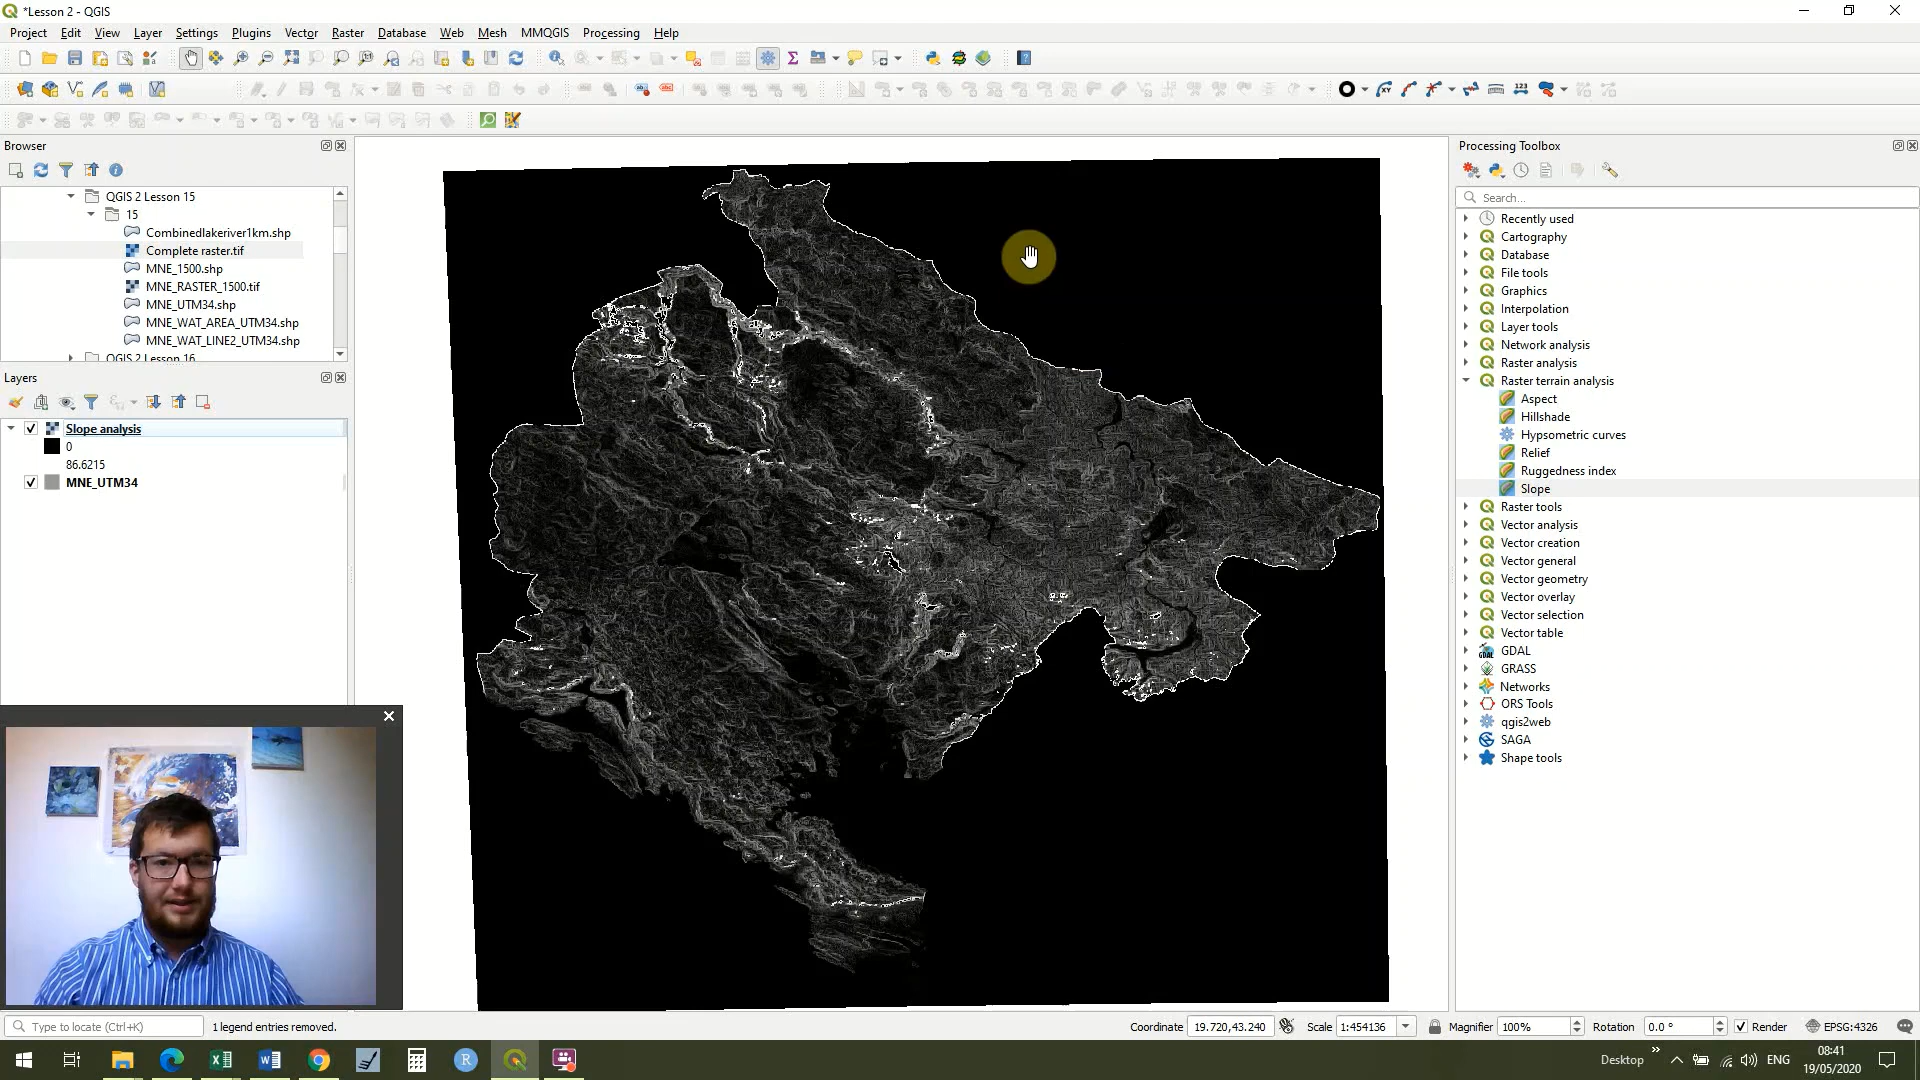 *Lesson 2 - QGIS
Project Edit View Layer Settings Plugins Vector Raster Database Web Mesh MMQGIS Processing Help
Browser
QGIS 2 Lesson 15
15
Combinedlakeriver1km.shp
Complete raster.tif
MNE_1500.shp
MNE_RASTER_1500.tif
MNE_UTM34.shp
MNE_WAT_AREA_UTM34.shp
MNE_WAT_LINE2_UTM34.shp
QGIS 2 Lesson 16
Layers
Slope analysis
0
86.6215
MNE_UTM34
Processing Toolbox
Search...
Recently used
Cartography
Database
File tools
Graphics
Interpolation
Layer tools
Network analysis
Raster analysis
Raster terrain analysis
Aspect
Hillshade
Hypsometric curves
Relief
Ruggedness index
Slope
Raster tools
Vector analysis
Vector creation
Vector general
Vector geometry
Vector overlay
Vector selection
Vector table
GDAL
GRASS
Networks
ORS Tools
qgis2web
SAGA
Shape tools
Type to locate (Ctrl+K) 1 legend entries removed. Coordinate 19.720,43.240 Scale 1:454136 Magnifier 100% Rotation 0.0 ° Render EPSG:4326
Desktop » ENG 08:41
19/05/2020